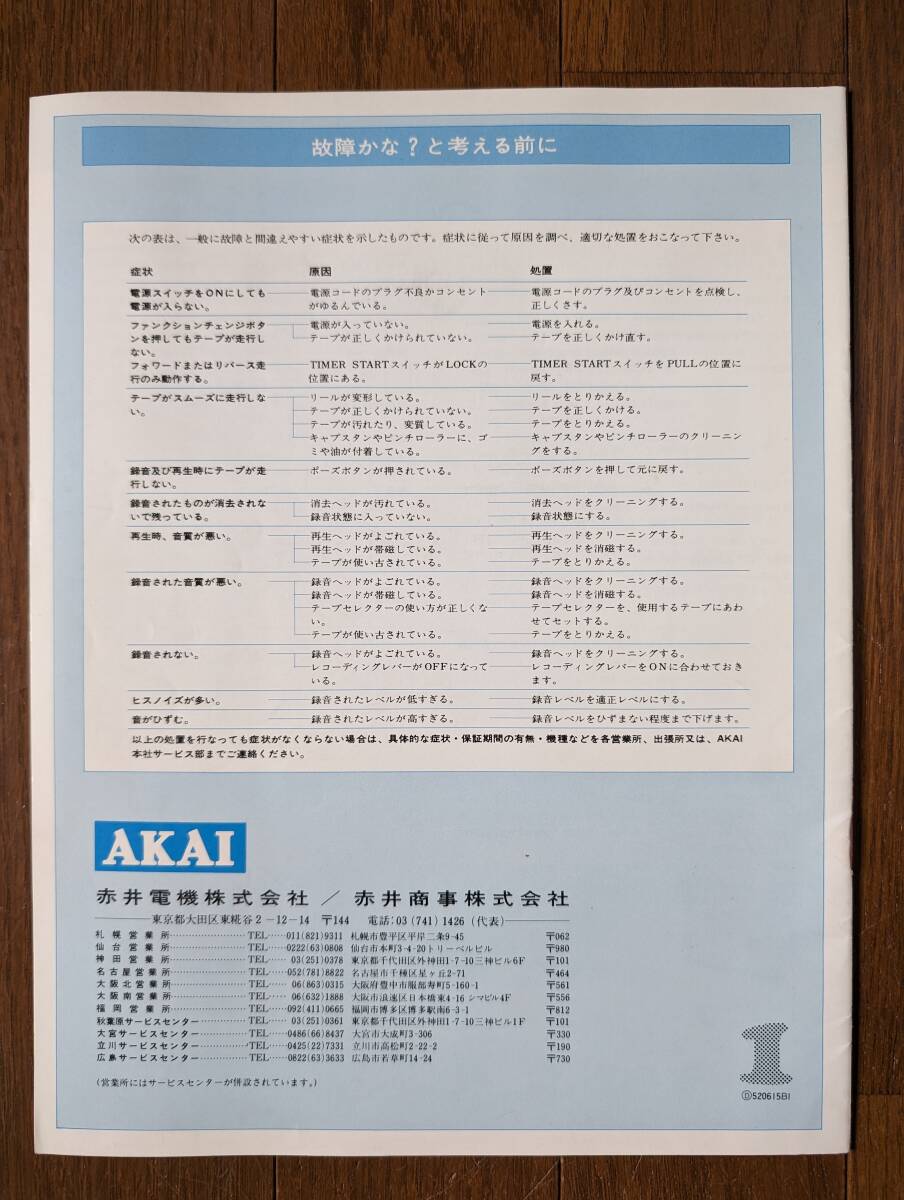 故障かな？と考える前に
次の表は、一般に故障と間違えやすい症状を示したものです。症状に従って原因を調べ、適切な処置をおこなって下さい。
症状 原因 処置
電源スイッチをONにしても 電源コードのプラグ不良かコンセント 電源コードのプラグ及びコンセントを点検し、
電源が入らない。 がゆるんでいる。 正しくさす。
ファンクションチェンジボタ 電源が入っていない。 電源を入れる。
ンを押してもテープが走行し テープが正しくかけられていない。 テープを正しくかけ直す。
ない。
フォワードまたはリバース走 TIMER STARTスイッチがLOCKの TIMER STARTスイッチをPULLの位置に
行のみ動作する。 位置にある。 戻す。
テープがスムーズに走行しな リールが変形している。 リールをとりかえる。
い。 テープが正しくかけられていない。 テープを正しくかける。
テープが汚れたり、変質している。 テープをとりかえる。
キャプスタンやピンチローラーに、ゴ キャプスタンやピンチローラーのクリーニン
ミや油が付着している。 グをする。
録音及び再生時にテープが走 ポーズボタンが押されている。 ポーズボタンを押して元に戻す。
行しない。
録音されたものが消去されな 消去ヘッドが汚れている。 消去ヘッドをクリーニングする。
いで残っている。 録音状態に入っていない。 録音状態にする。
再生時、音質が悪い。 再生ヘッドがよごれている。 再生ヘッドをクリーニングする。
再生ヘッドが帯磁している。 再生ヘッドを消磁する。
テープが使い古されている。 テープをとりかえる。
録音された音質が悪い。 録音ヘッドがよごれている。 録音ヘッドをクリーニングする。
録音ヘッドが帯磁している。 録音ヘッドを消磁する。
テープセレクターの使い方が正しくな テープセレクターを、使用するテープにあわ
い。 せてセットする。
テープが使い古されている。 テープをとりかえる。
録音されない。 録音ヘッドがよごれている。 録音ヘッドをクリーニングする。
レコーディングレバーがOFFになって レコーディングレバーをONに合わせておき
いる。 ます。
ヒスノイズが多い。 録音されたレベルが低すぎる。 録音レベルを適正レベルにする。
音がひずむ。 録音されたレベルが高すぎる。 録音レベルをひずまない程度まで下げます。
以上の処置を行なっても症状がなくならない場合は、具体的な症状・保証期間の有無・機種などを各営業所、出張所又は、AKAI
本社サービス部までご連絡ください。
AKAI
赤井電機株式会社／赤井商事株式会社
東京都大田区東糀谷2-12-14 〒144 電話:03(741)1426(代表)
札幌営業所 TEL 011(821)9311 札幌市豊平区平岸二条9-45 〒062
仙台営業所 TEL 0222(63)0808 仙台市本町3-4-20トリーベルビル 〒980
神田営業所 TEL 03(251)0378 東京都千代田区外神田1-7-10三神ビル6F 〒101
名古屋営業所 TEL 052(781)8822 名古屋市千種区星ヶ丘2-71 〒464
大阪北営業所 TEL 06(863)0315 大阪府豊中市服部寿町5-160-1 〒561
大阪南営業所 TEL 06(632)1888 大阪市浪速区日本橋東4-16 シマビル4F 〒556
福岡営業所 TEL 092(411)0665 福岡市博多区博多駅南6-3-1 〒812
秋葉原サービスセンター TEL 03(251)0361 東京都千代田区外神田1-7-10三神ビル1F 〒101
大宮サービスセンター TEL 0486(66)8437 大宮市大成町3-306 〒330
立川サービスセンター TEL 0425(22)7331 立川市高松町2-22-2 〒190
広島サービスセンター TEL 0822(63)3633 広島市若草町14-24 〒730
(営業所にはサービスセンターが併設されています。)
1
Ⓓ520615B1